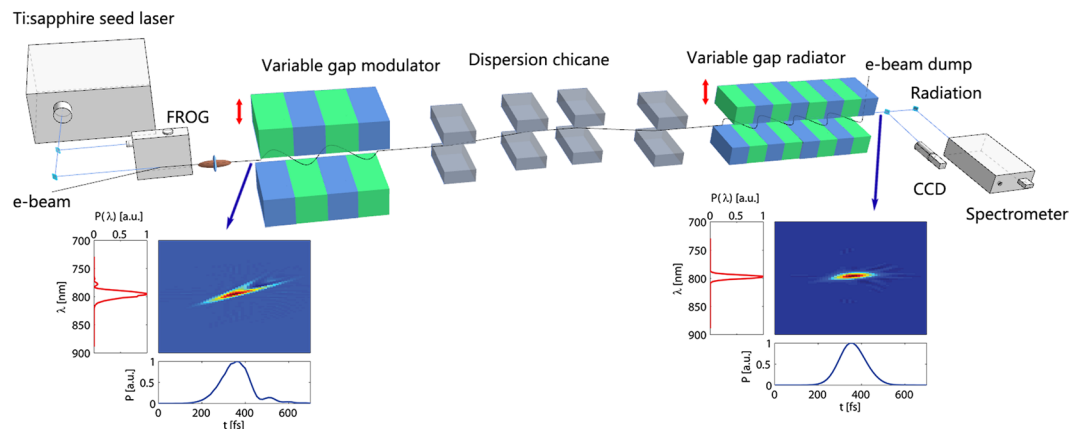 Ti:sapphire seed laser
Variable gap modulator
Dispersion chicane
Variable gap radiator
e-beam dump
Radiation
FROG
e-beam
CCD
Spectrometer
P(λ) [a.u.]
0 0.5 1
700
750
800
850
900
λ [nm]
1
0.5
0
P [a.u.]
0 200 400 600
t [fs]
P(λ) [a.u.]
0 0.5 1
700
750
800
850
900
λ [nm]
1
0.5
0
P [a.u.]
0 200 400 600
t [fs]